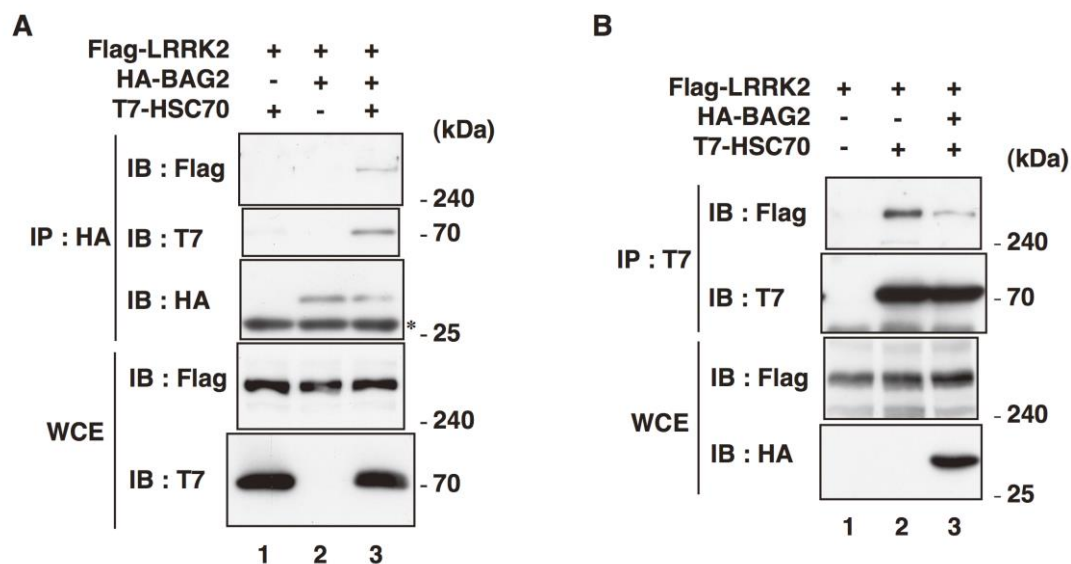 A
Flag-LRRK2 + + +
HA-BAG2 - + +
T7-HSC70 + - +
(kDa)
IP : HA
IB : Flag
- 240
IB : T7
- 70
IB : HA
*
- 25
WCE
IB : Flag
- 240
IB : T7
- 70
1 2 3
B
Flag-LRRK2 + + +
HA-BAG2 - - +
T7-HSC70 - + +
(kDa)
IP : T7
IB : Flag
- 240
IB : T7
- 70
WCE
IB : Flag
- 240
IB : HA
- 25
1 2 3